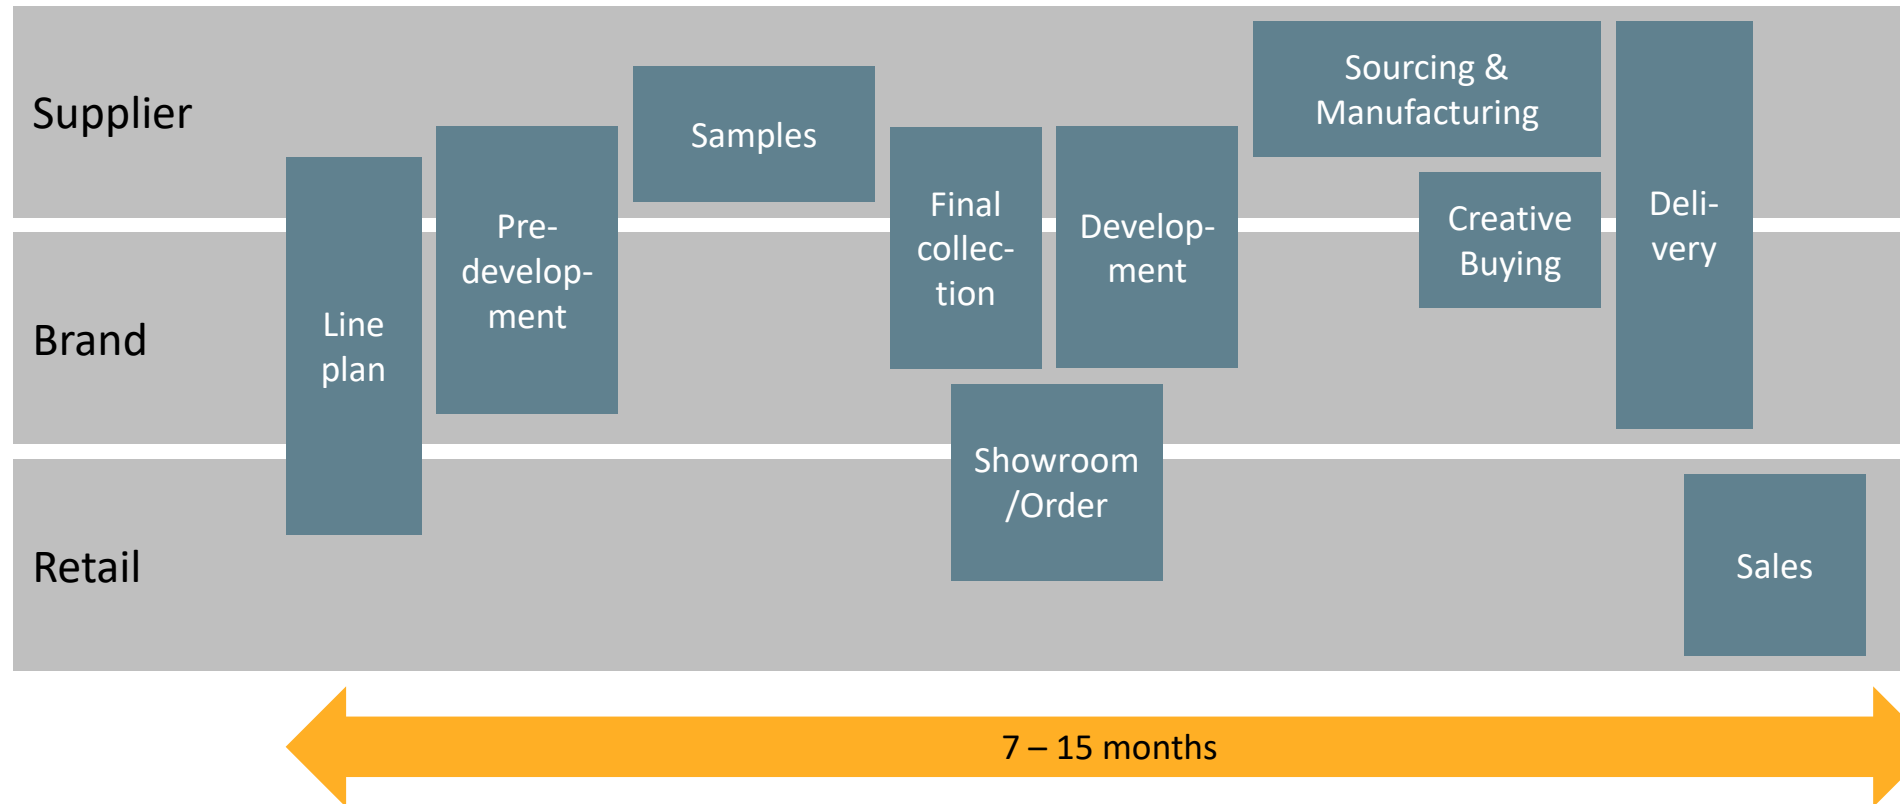 Supplier
Brand
Retail
Line
plan
Pre-
develop-
ment
Samples
Final
collec-
tion
Develop-
ment
Showroom
/Order
Sourcing &
Manufacturing
Creative
Buying
Deli-
very
Sales
7 – 15 months